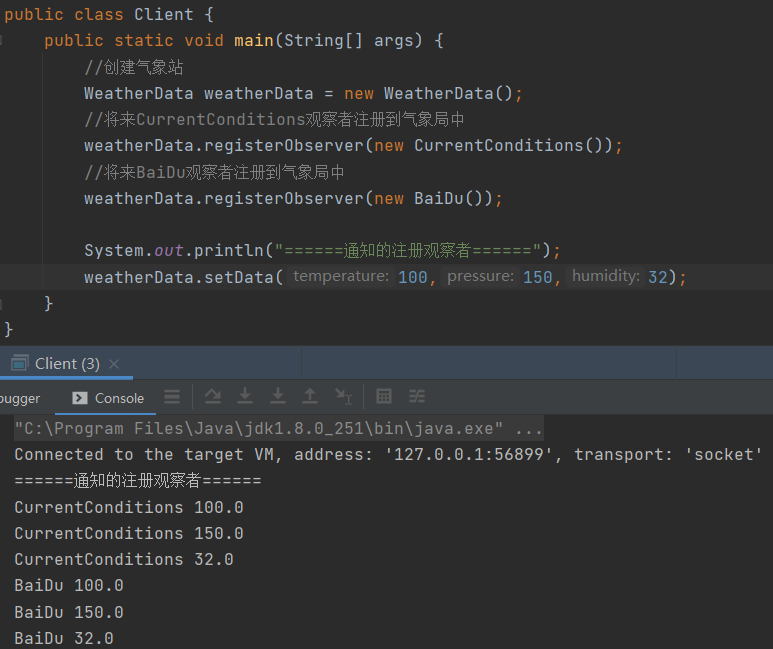 public class Client {
public static void main(String[] args) {
//创建气象站
WeatherData weatherData = new WeatherData();
//将来CurrentConditions观察者注册到气象局中
weatherData.registerObserver(new CurrentConditions());
//将来BaiDu观察者注册到气象局中
weatherData.registerObserver(new BaiDu());
System.out.println("======通知的注册观察者======");
weatherData.setData( temperature: 100, pressure: 150, humidity: 32);
}
}
Client (3) ×
ougger Console
"C:\Program Files\Java\jdk1.8.0_251\bin\java.exe" ...
Connected to the target VM, address: '127.0.0.1:56899', transport: 'socket'
======通知的注册观察者======
CurrentConditions 100.0
CurrentConditions 150.0
CurrentConditions 32.0
BaiDu 100.0
BaiDu 150.0
BaiDu 32.0